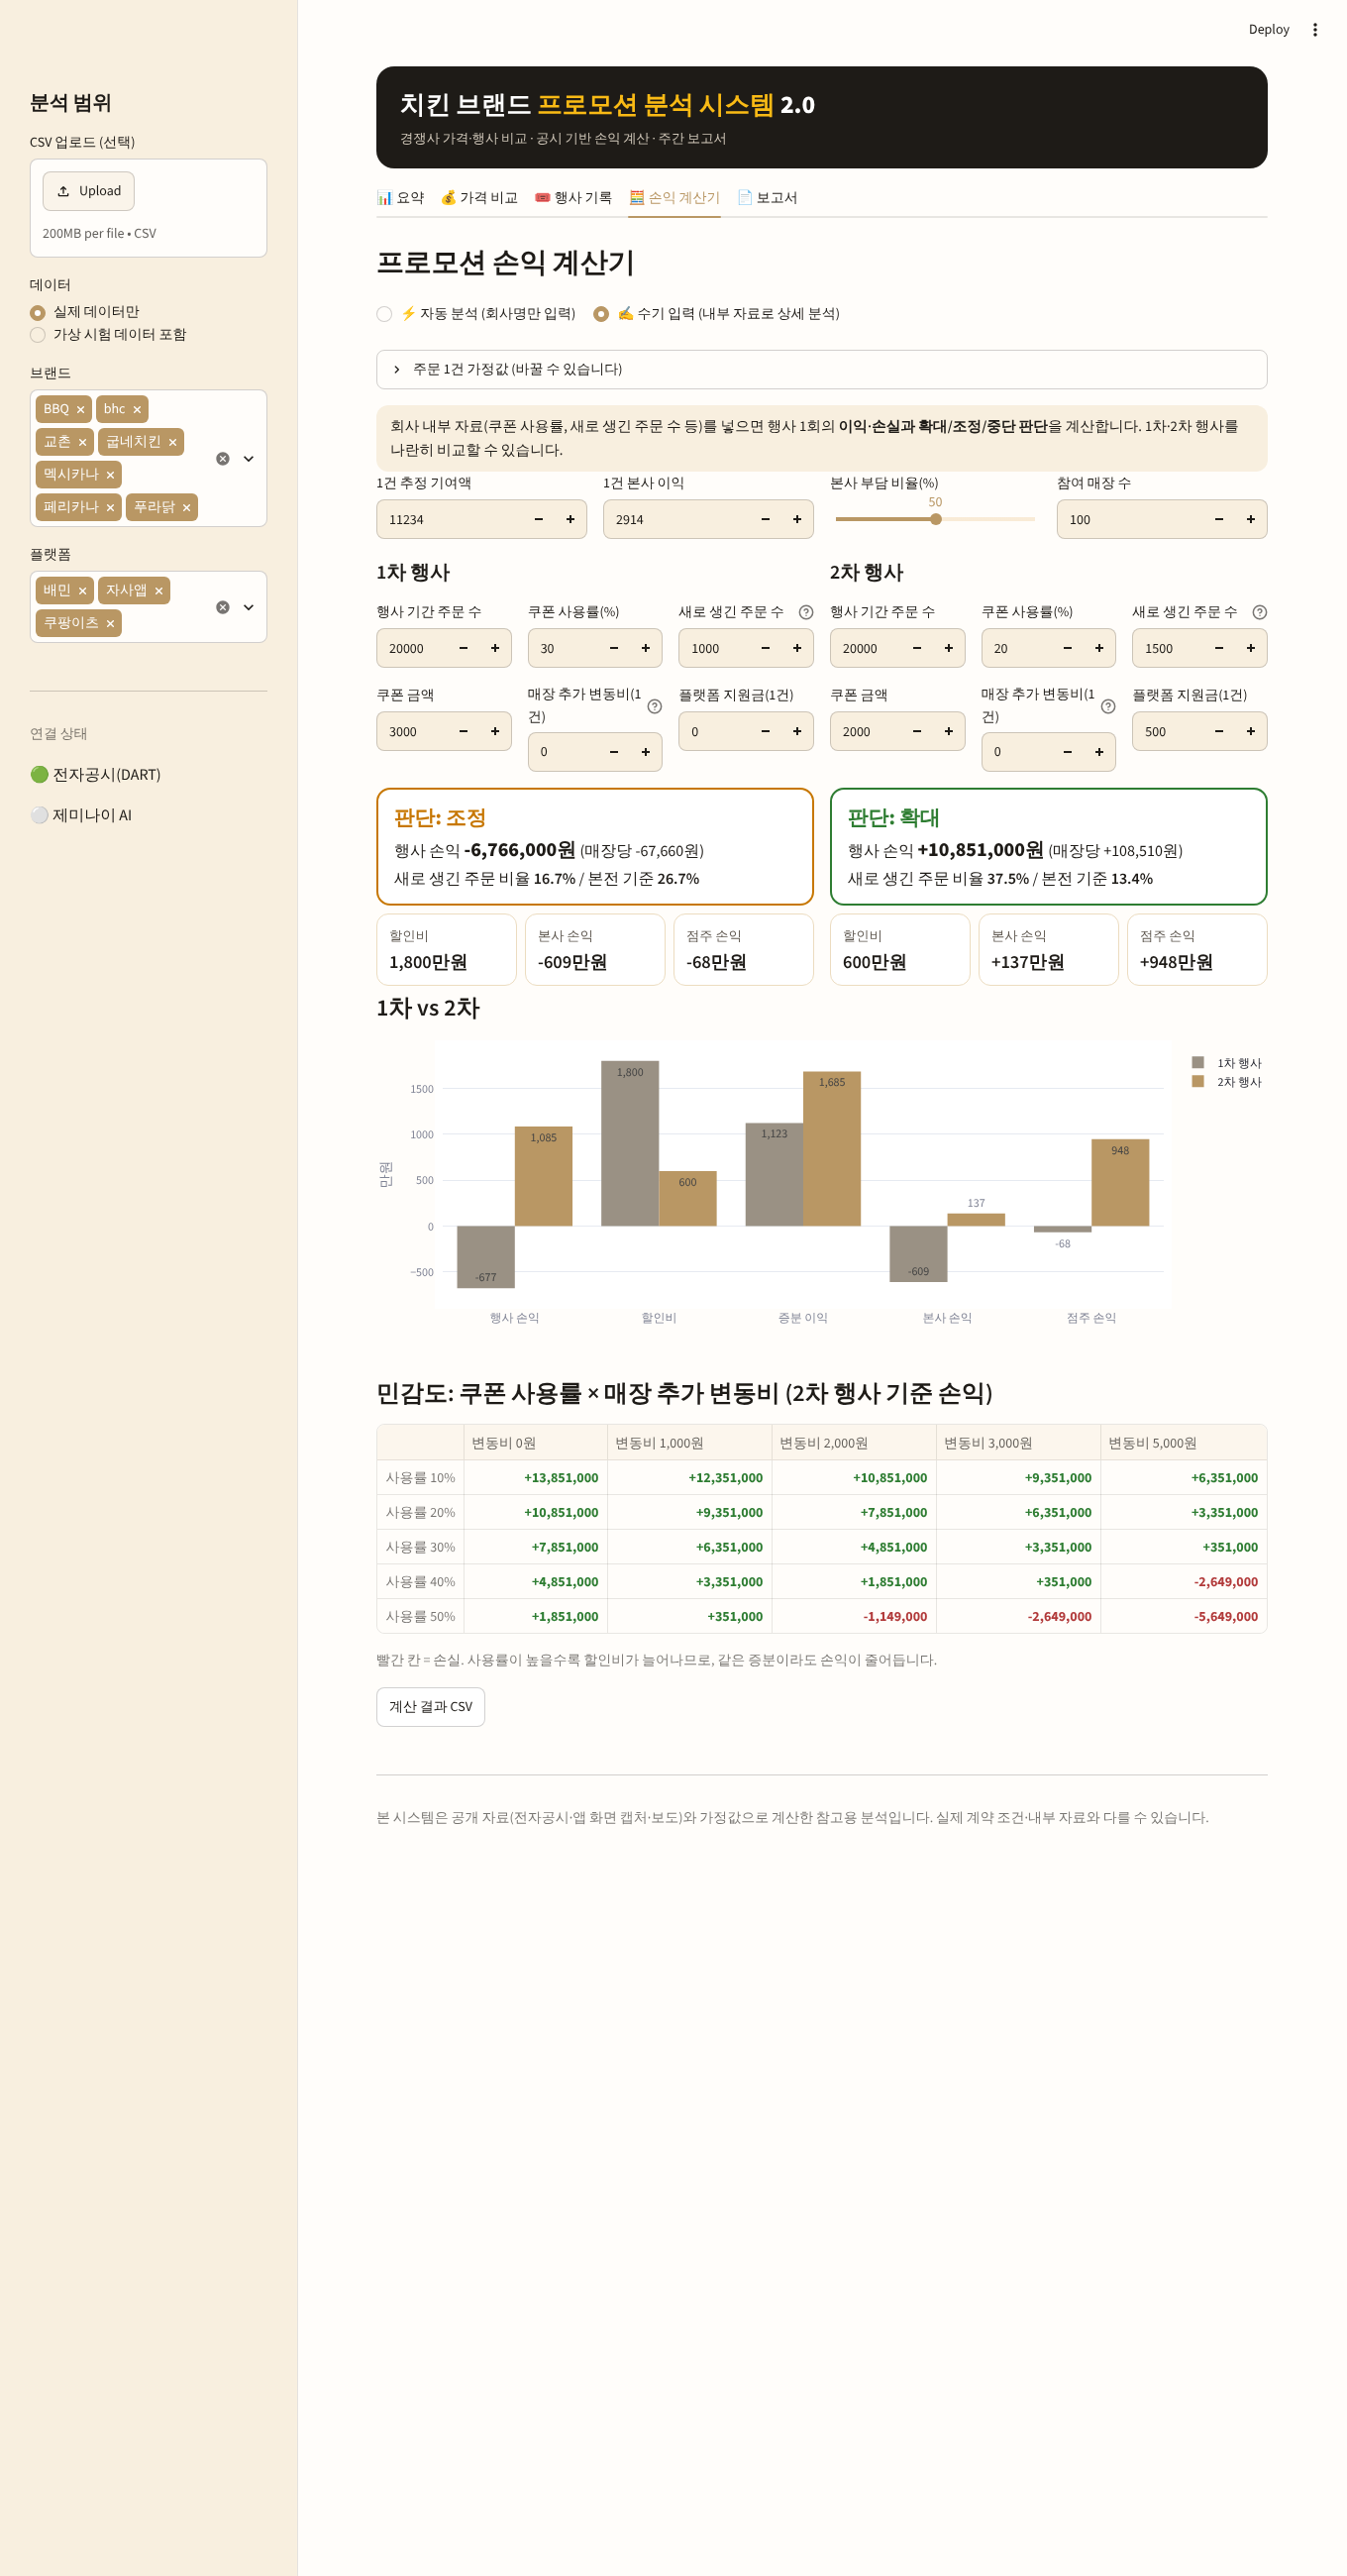 Deploy
분석 범위
CSV 업로드 (선택)
Upload
200MB per file • CSV
데이터
실제 데이터만
가상 시험 데이터 포함
브랜드
BBQ × bhc ×
교촌 × 굽네치킨 ×
멕시카나 ×
페리카나 × 푸라닭 ×
플랫폼
배민 × 자사앱 ×
쿠팡이츠 ×
연결 상태
전자공시(DART)
제미나이 AI
치킨 브랜드 프로모션 분석 시스템 2.0
경쟁사 가격·행사 비교 · 공시 기반 손익 계산 · 주간 보고서
요약 가격 비교 행사 기록 손익 계산기 보고서
프로모션 손익 계산기
⚡ 자동 분석 (회사명만 입력) ✍ 수기 입력 (내부 자료로 상세 분석)
주문 1건 가정값 (바꿀 수 있습니다)
회사 내부 자료(쿠폰 사용률, 새로 생긴 주문 수 등)를 넣으면 행사 1회의 이익·손실과 확대/조정/중단 판단을 계산합니다. 1차·2차 행사를
나란히 비교할 수 있습니다.
1건 추정 기여액 1건 본사 이익 본사 부담 비율(%) 참여 매장 수
50
11234 − + 2914 − + 100 − +
1차 행사 2차 행사
행사 기간 주문 수 쿠폰 사용률(%) 새로 생긴 주문 수 행사 기간 주문 수 쿠폰 사용률(%) 새로 생긴 주문 수
20000 − + 30 − + 1000 − + 20000 − + 20 − + 1500 − +
쿠폰 금액 매장 추가 변동비(1 플랫폼 지원금(1건) 쿠폰 금액 매장 추가 변동비(1 플랫폼 지원금(1건)
건) 건)
3000 − + 0 − + 0 − + 2000 − + 0 − + 500 − +
판단: 조정
행사 손익 -6,766,000원 (매장당 -67,660원)
새로 생긴 주문 비율 16.7% / 본전 기준 26.7%
판단: 확대
행사 손익 +10,851,000원 (매장당 +108,510원)
새로 생긴 주문 비율 37.5% / 본전 기준 13.4%
할인비 본사 손익 점주 손익 할인비 본사 손익 점주 손익
1,800만원 -609만원 -68만원 600만원 +137만원 +948만원
1차 vs 2차
1차 행사
2차 행사
만원
1500
1000
500
0
−500
-677 1,085 1,800 600 1,123 1,685 -609 137 -68 948
행사 손익 할인비 증분 이익 본사 손익 점주 손익
민감도: 쿠폰 사용률 × 매장 추가 변동비 (2차 행사 기준 손익)
변동비 0원 변동비 1,000원 변동비 2,000원 변동비 3,000원 변동비 5,000원
사용률 10% +13,851,000 +12,351,000 +10,851,000 +9,351,000 +6,351,000
사용률 20% +10,851,000 +9,351,000 +7,851,000 +6,351,000 +3,351,000
사용률 30% +7,851,000 +6,351,000 +4,851,000 +3,351,000 +351,000
사용률 40% +4,851,000 +3,351,000 +1,851,000 +351,000 -2,649,000
사용률 50% +1,851,000 +351,000 -1,149,000 -2,649,000 -5,649,000
빨간 칸 = 손실. 사용률이 높을수록 할인비가 늘어나므로, 같은 증분이라도 손익이 줄어듭니다.
계산 결과 CSV
본 시스템은 공개 자료(전자공시·앱 화면 캡처·보도)와 가정값으로 계산한 참고용 분석입니다. 실제 계약 조건·내부 자료와 다를 수 있습니다.